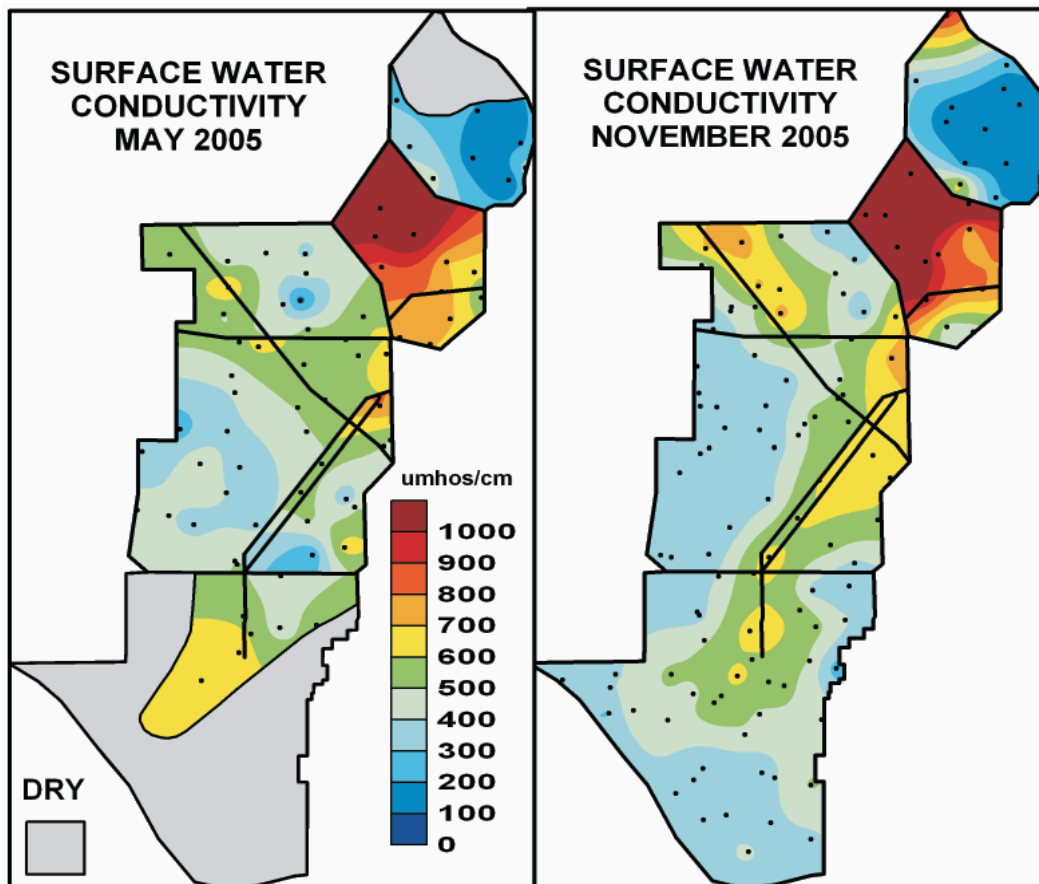 SURFACE WATER
CONDUCTIVITY
MAY 2005
SURFACE WATER
CONDUCTIVITY
NOVEMBER 2005
umhos/cm
1000
900
800
700
600
500
400
300
200
100
0
DRY